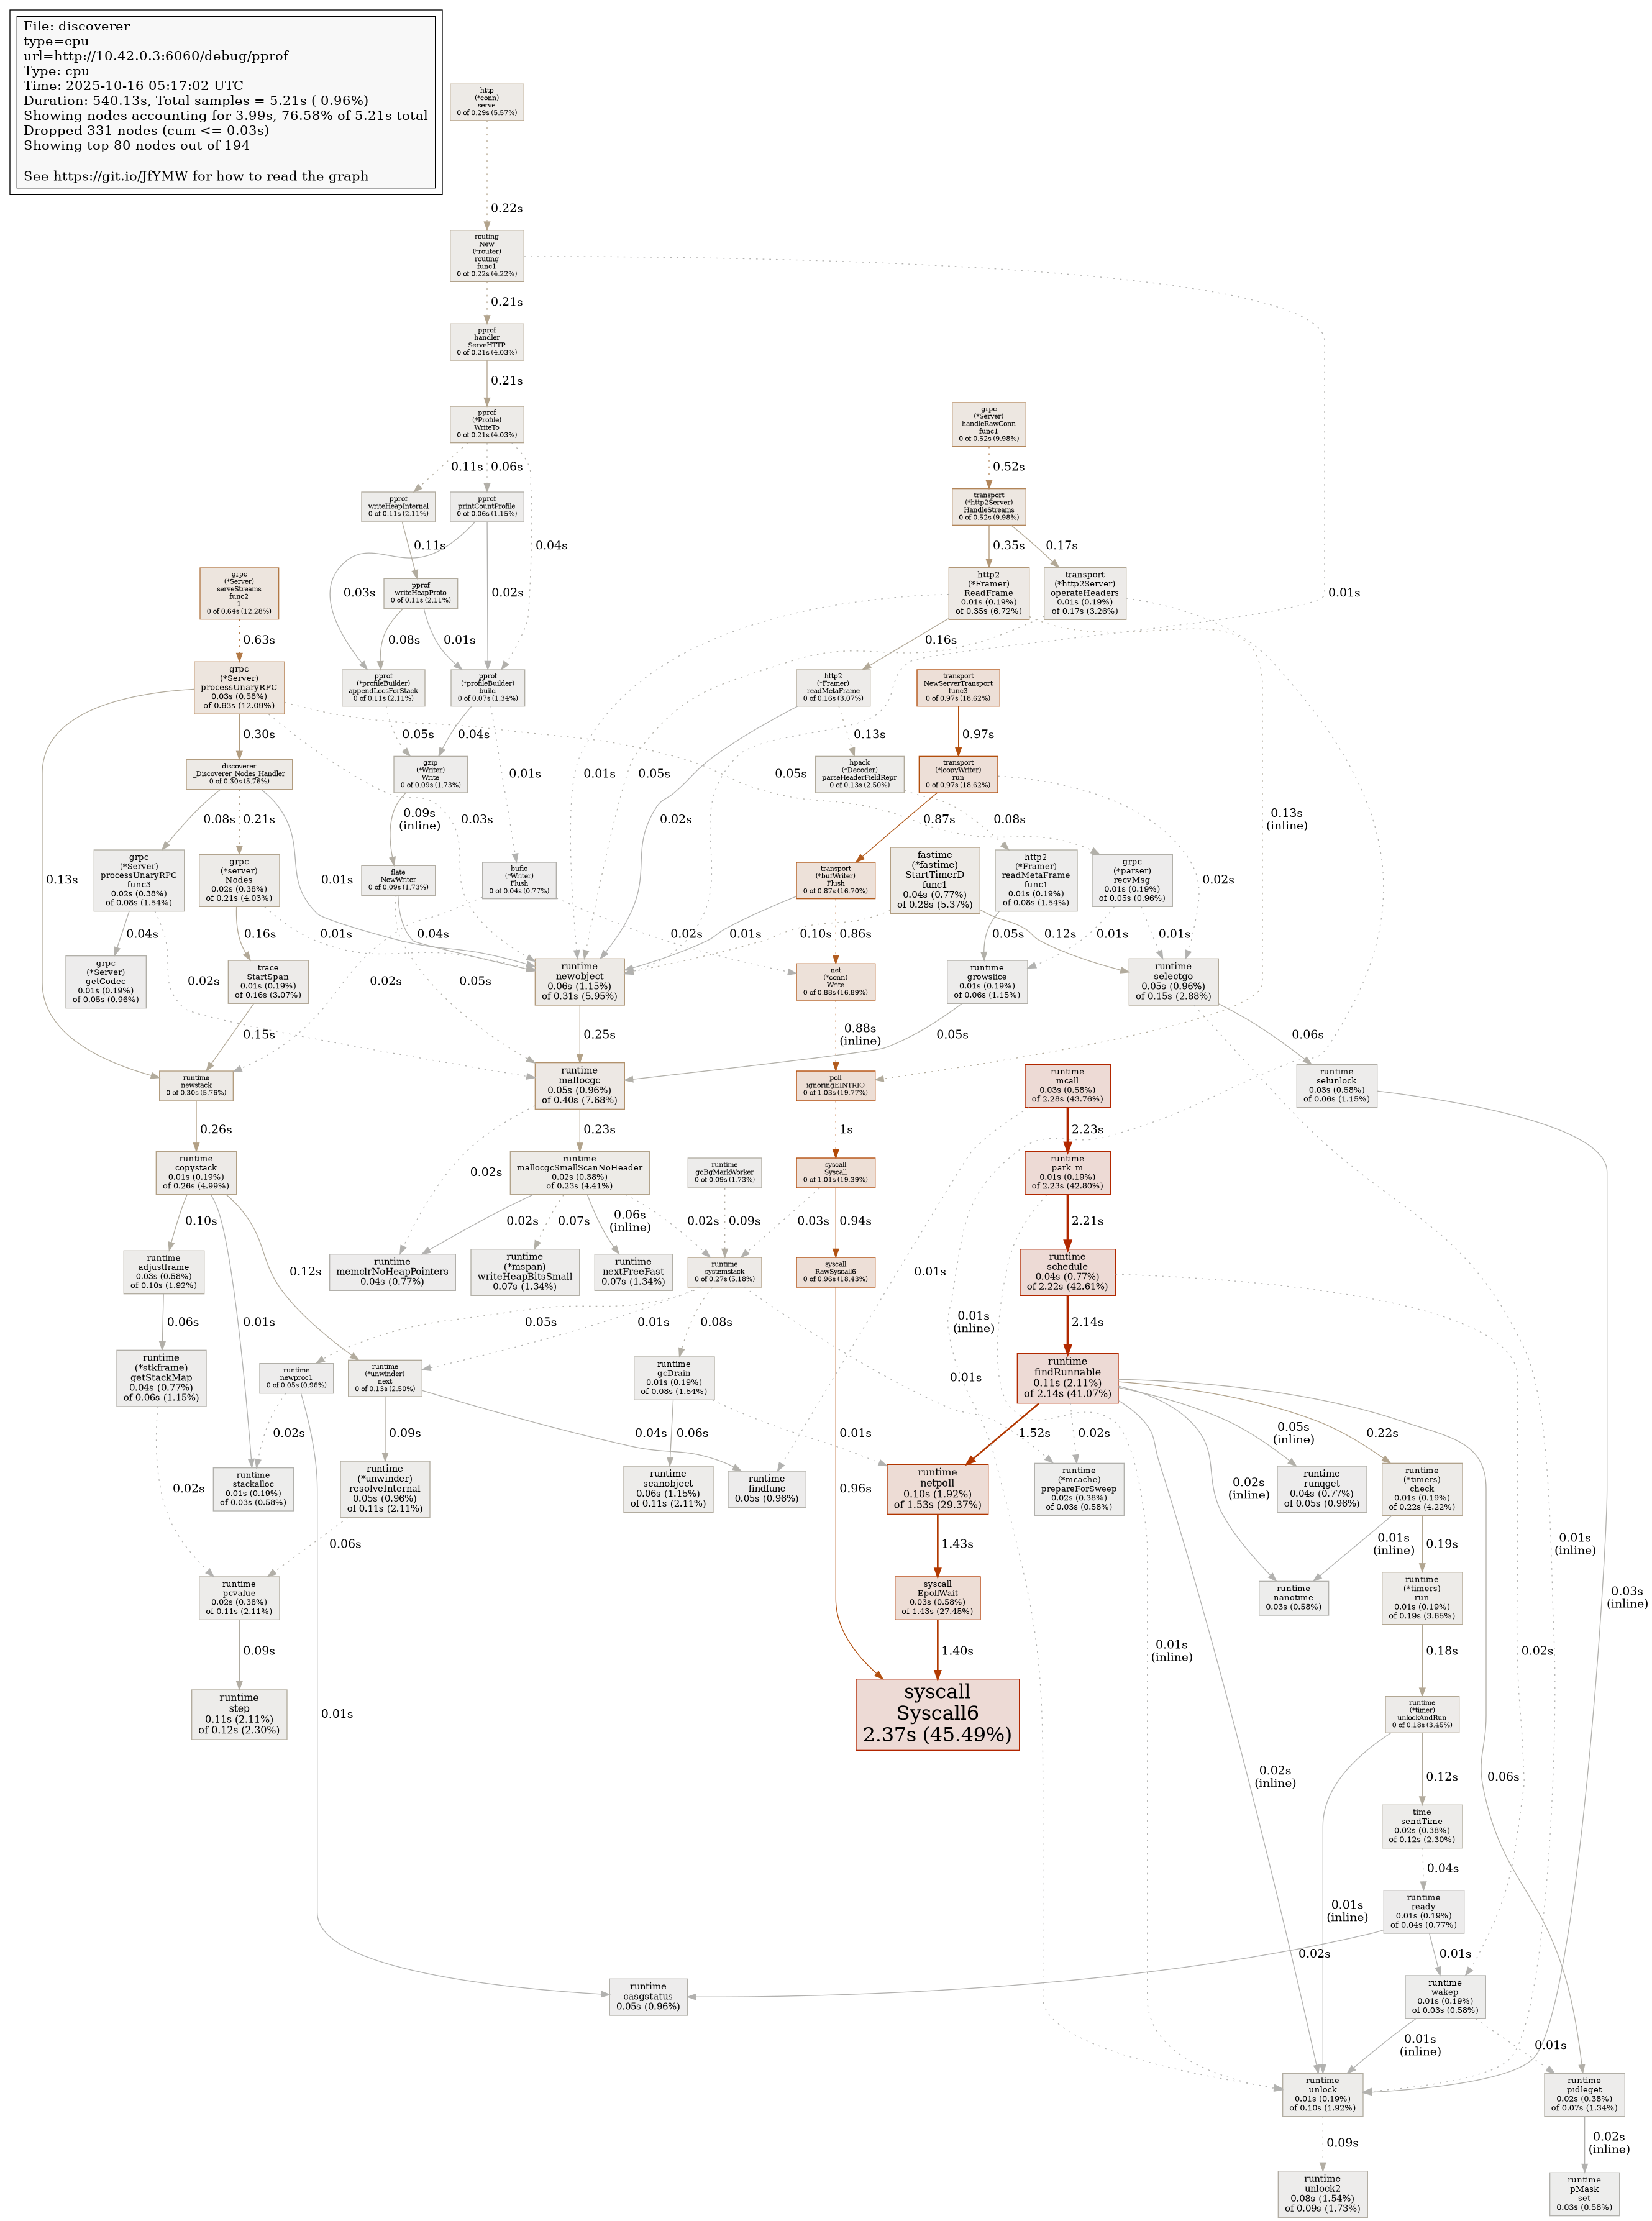 File: discoverer
type=cpu
url=http://10.42.0.3:6060/debug/pprof
Type: cpu
Time: 2025-10-16 05:17:02 UTC
Duration: 540.13s, Total samples = 5.21s ( 0.96%)
Showing nodes accounting for 3.99s, 76.58% of 5.21s total
Dropped 331 nodes (cum <= 0.03s)
Showing top 80 nodes out of 194
See https://git.io/JfYMW for how to read the graph
http
(*conn)
serve
0 of 0.29s (5.57%)
0.22s
routing
New
(*router)
routing
func1
0 of 0.22s (4.22%)
0.21s
0.01s
pprof
handler
ServeHTTP
0 of 0.21s (4.03%)
0.21s
pprof
(*Profile)
WriteTo
0 of 0.21s (4.03%)
0.11s
0.06s
0.04s
grpc
(*Server)
handleRawConn
func1
0 of 0.52s (9.98%)
0.52s
pprof
writeHeapInternal
0 of 0.11s (2.11%)
0.11s
pprof
printCountProfile
0 of 0.06s (1.15%)
0.03s
0.02s
transport
(*http2Server)
HandleStreams
0 of 0.52s (9.98%)
0.35s
0.17s
grpc
(*Server)
serveStreams
func2
1
0 of 0.64s (12.28%)
0.63s
pprof
writeHeapProto
0 of 0.11s (2.11%)
0.08s
0.01s
http2
(*Framer)
ReadFrame
0.01s (0.19%)
of 0.35s (6.72%)
0.16s
0.01s
transport
(*http2Server)
operateHeaders
0.01s (0.19%)
of 0.17s (3.26%)
0.05s
0.13s
(inline)
0.01s
(inline)
grpc
(*Server)
processUnaryRPC
0.03s (0.58%)
of 0.63s (12.09%)
0.13s
0.30s
0.03s
0.05s
pprof
(*profileBuilder)
appendLocsForStack
0 of 0.11s (2.11%)
0.05s
pprof
(*profileBuilder)
build
0 of 0.07s (1.34%)
0.04s
0.01s
http2
(*Framer)
readMetaFrame
0 of 0.16s (3.07%)
0.02s
0.13s
transport
NewServerTransport
func3
0 of 0.97s (18.62%)
0.97s
discoverer
_Discoverer_Nodes_Handler
0 of 0.30s (5.76%)
0.08s
0.21s
0.01s
gzip
(*Writer)
Write
0 of 0.09s (1.73%)
0.09s
(inline)
hpack
(*Decoder)
parseHeaderFieldRepr
0 of 0.13s (2.50%)
0.08s
transport
(*loopyWriter)
run
0 of 0.97s (18.62%)
0.87s
0.02s
grpc
(*Server)
processUnaryRPC
func3
0.02s (0.38%)
of 0.08s (1.54%)
0.04s
0.02s
grpc
(*server)
Nodes
0.02s (0.38%)
of 0.21s (4.03%)
0.16s
0.01s
flate
NewWriter
0 of 0.09s (1.73%)
0.04s
0.05s
bufio
(*Writer)
Flush
0 of 0.04s (0.77%)
0.02s
0.02s
transport
(*bufWriter)
Flush
0 of 0.87s (16.70%)
0.01s
0.86s
fastime
(*fastime)
StartTimerD
func1
0.04s (0.77%)
of 0.28s (5.37%)
0.10s
0.12s
http2
(*Framer)
readMetaFrame
func1
0.01s (0.19%)
of 0.08s (1.54%)
0.05s
grpc
(*parser)
recvMsg
0.01s (0.19%)
of 0.05s (0.96%)
0.01s
0.01s
grpc
(*Server)
getCodec
0.01s (0.19%)
of 0.05s (0.96%)
trace
StartSpan
0.01s (0.19%)
of 0.16s (3.07%)
0.15s
runtime
newobject
0.06s (1.15%)
of 0.31s (5.95%)
0.25s
net
(*conn)
Write
0 of 0.88s (16.89%)
0.88s
(inline)
runtime
growslice
0.01s (0.19%)
of 0.06s (1.15%)
0.05s
runtime
selectgo
0.05s (0.96%)
of 0.15s (2.88%)
0.06s
0.01s
(inline)
runtime
newstack
0 of 0.30s (5.76%)
0.26s
runtime
mallocgc
0.05s (0.96%)
of 0.40s (7.68%)
0.02s
0.23s
poll
ignoringEINTRIO
0 of 1.03s (19.77%)
1s
runtime
mcall
0.03s (0.58%)
of 2.28s (43.76%)
2.23s
0.01s
runtime
selunlock
0.03s (0.58%)
of 0.06s (1.15%)
0.03s
(inline)
runtime
copystack
0.01s (0.19%)
of 0.26s (4.99%)
0.10s
0.01s
0.12s
runtime
mallocgcSmallScanNoHeader
0.02s (0.38%)
of 0.23s (4.41%)
0.02s
0.07s
0.06s
(inline)
0.02s
runtime
gcBgMarkWorker
0 of 0.09s (1.73%)
0.09s
syscall
Syscall
0 of 1.01s (19.39%)
0.03s
0.94s
runtime
park_m
0.01s (0.19%)
of 2.23s (42.80%)
2.21s
0.01s
runtime
adjustframe
0.03s (0.58%)
of 0.10s (1.92%)
0.06s
runtime
memclrNoHeapPointers
0.04s (0.77%)
runtime
(*mspan)
writeHeapBitsSmall
0.07s (1.34%)
runtime
nextFreeFast
0.07s (1.34%)
runtime
systemstack
0 of 0.27s (5.18%)
0.05s
0.01s
0.08s
0.01s
syscall
RawSyscall6
0 of 0.96s (18.43%)
0.96s
runtime
schedule
0.04s (0.77%)
of 2.22s (42.61%)
2.14s
0.02s
runtime
(*stkframe)
getStackMap
0.04s (0.77%)
of 0.06s (1.15%)
0.02s
runtime
newproc1
0 of 0.05s (0.96%)
0.02s
0.01s
runtime
(*unwinder)
next
0 of 0.13s (2.50%)
0.09s
0.04s
runtime
gcDrain
0.01s (0.19%)
of 0.08s (1.54%)
0.06s
runtime
findRunnable
0.11s (2.11%)
of 2.14s (41.07%)
1.52s
0.02s
0.02s
(inline)
0.05s
(inline)
0.22s
0.02s
(inline)
0.06s
runtime
stackalloc
0.01s (0.19%)
of 0.03s (0.58%)
runtime
(*unwinder)
resolveInternal
0.05s (0.96%)
of 0.11s (2.11%)
0.06s
runtime
scanobject
0.06s (1.15%)
of 0.11s (2.11%)
runtime
findfunc
0.05s (0.96%)
runtime
netpoll
0.10s (1.92%)
of 1.53s (29.37%)
1.43s
runtime
(*mcache)
prepareForSweep
0.02s (0.38%)
of 0.03s (0.58%)
runtime
runqget
0.04s (0.77%)
of 0.05s (0.96%)
runtime
(*timers)
check
0.01s (0.19%)
of 0.22s (4.22%)
0.01s
(inline)
0.19s
runtime
pcvalue
0.02s (0.38%)
of 0.11s (2.11%)
0.09s
syscall
EpollWait
0.03s (0.58%)
of 1.43s (27.45%)
1.40s
runtime
nanotime
0.03s (0.58%)
runtime
(*timers)
run
0.01s (0.19%)
of 0.19s (3.65%)
0.18s
0.01s
(inline)
runtime
step
0.11s (2.11%)
of 0.12s (2.30%)
syscall
Syscall6
2.37s (45.49%)
runtime
(*timer)
unlockAndRun
0 of 0.18s (3.45%)
0.01s
(inline)
0.12s
time
sendTime
0.02s (0.38%)
of 0.12s (2.30%)
0.04s
runtime
ready
0.01s (0.19%)
of 0.04s (0.77%)
0.02s
0.01s
runtime
casgstatus
0.05s (0.96%)
runtime
wakep
0.01s (0.19%)
of 0.03s (0.58%)
0.01s
(inline)
0.01s
runtime
unlock
0.01s (0.19%)
of 0.10s (1.92%)
0.09s
runtime
pidleget
0.02s (0.38%)
of 0.07s (1.34%)
0.02s
(inline)
runtime
unlock2
0.08s (1.54%)
of 0.09s (1.73%)
runtime
pMask
set
0.03s (0.58%)